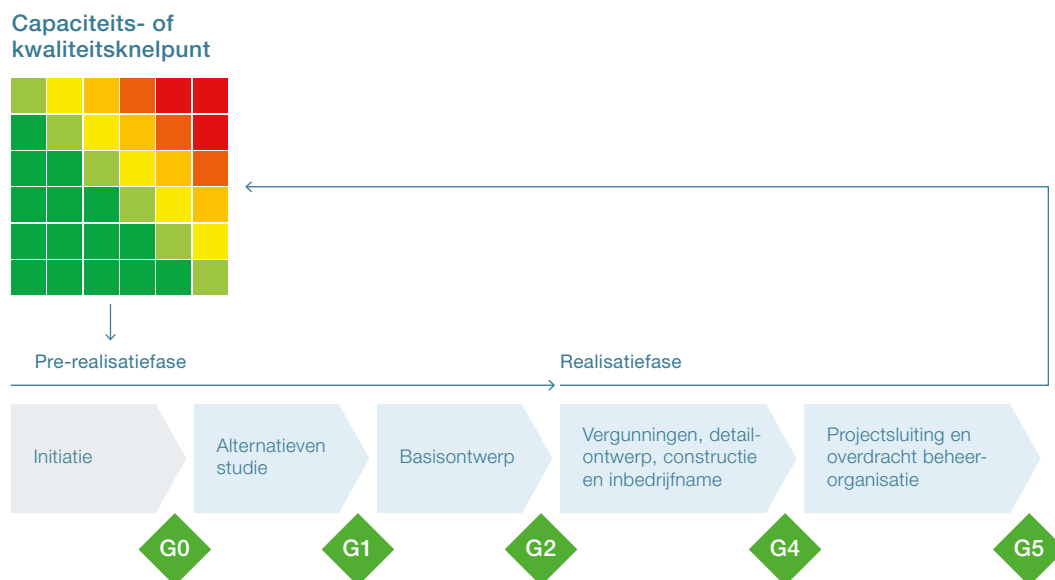 Capaciteits- of
kwaliteitsknelpunt
Pre-realisatiefase
Realisatiefase
Initiatie
Alternatieven
studie
Basisontwerp
Vergunningen, detail-
ontwerp, constructie
en inbedrijfname
Projectsluiting en
overdracht beheer-
organisatie
G0
G1
G2
G4
G5